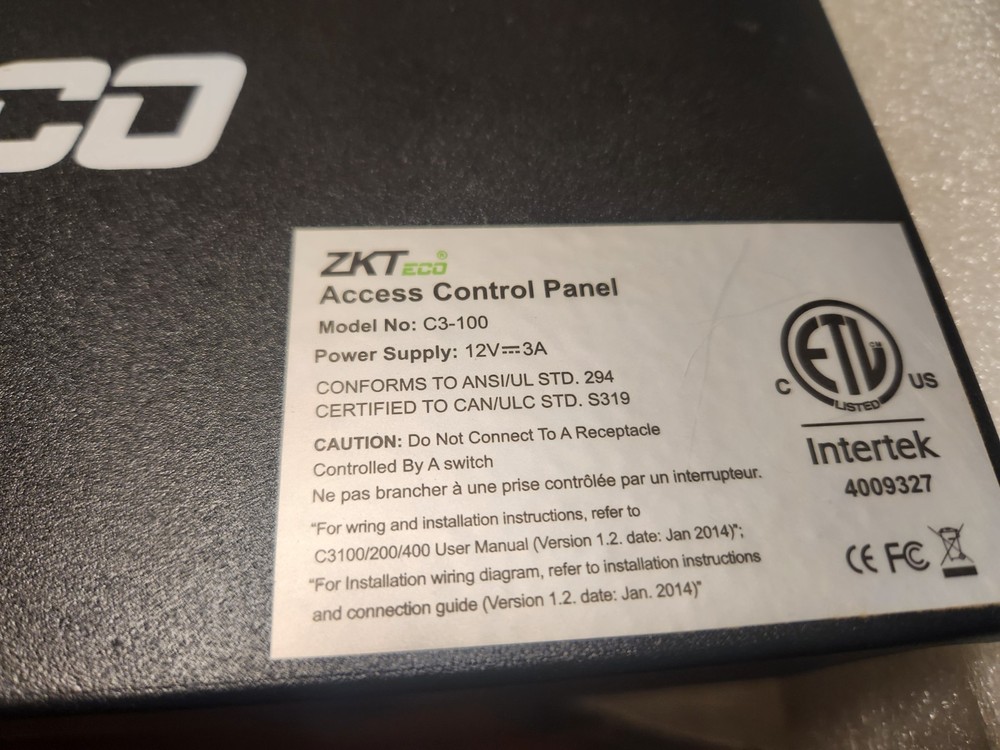 ECO
ZKTECO®
Access Control Panel
Model No: C3-100
Power Supply: 12V⎓3A
CONFORMS TO ANSI/UL STD. 294
CERTIFIED TO CAN/ULC STD. S319
CAUTION: Do Not Connect To A Receptacle
Controlled By A switch
Ne pas brancher à une prise contrôlée par un interrupteur.
“For wring and installation instructions, refer to
C3100/200/400 User Manual (Version 1.2. date: Jan 2014)”;
“For Installation wiring diagram, refer to installation instructions
and connection guide (Version 1.2. date: Jan. 2014)”
ETL CM
C US
LISTED
Intertek
4009327
CE FC